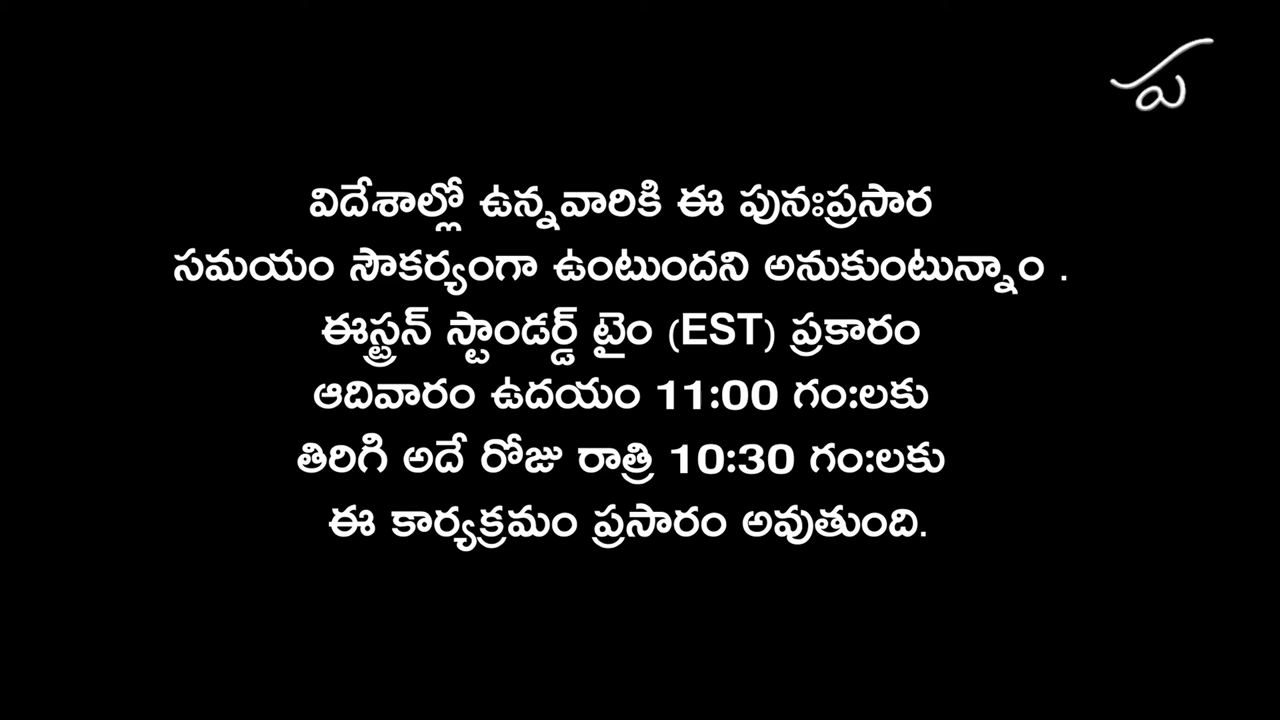 ప
విదేశాల్లో ఉన్నవారికి ఈ పునఃప్రసార
సమయం సౌకర్యంగా ఉంటుందని అనుకుంటున్నాం .
ఈస్ట్రన్ స్టాండర్డ్ టైం (EST) ప్రకారం
ఆదివారం ఉదయం 11:00 గం:లకు
తిరిగి అదే రోజు రాత్రి 10:30 గం:లకు
ఈ కార్యక్రమం ప్రసారం అవుతుంది.